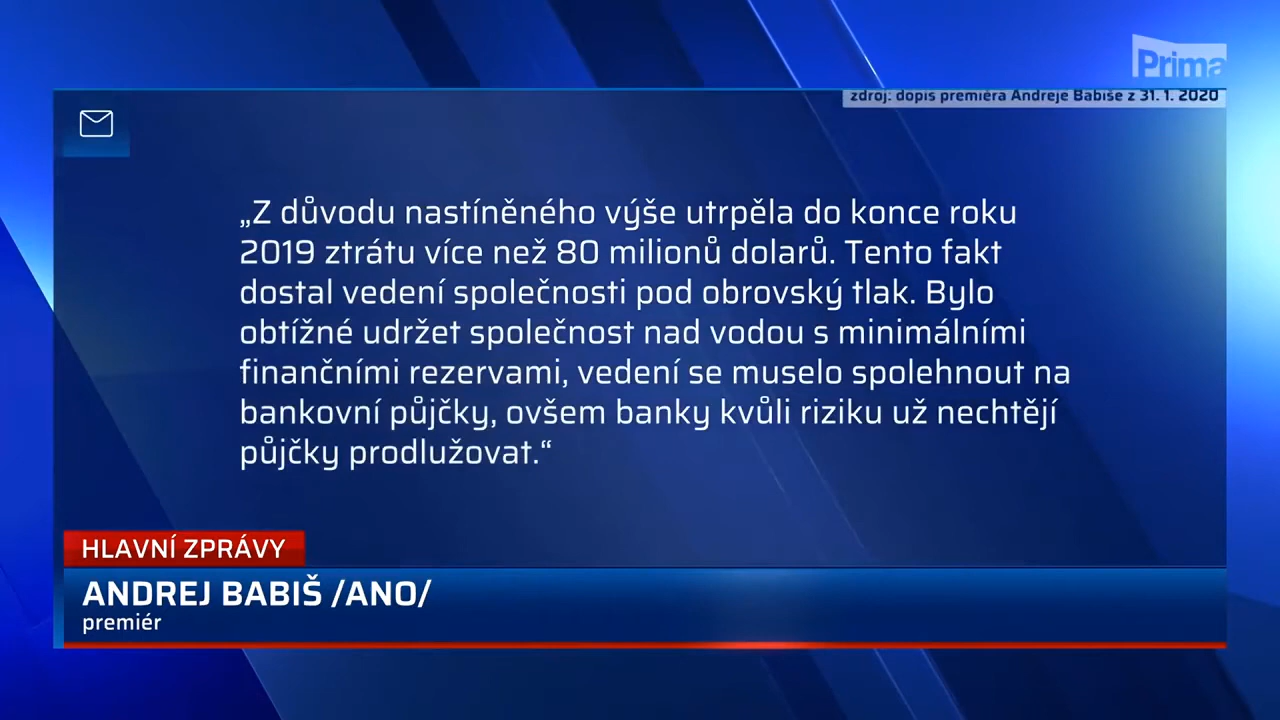 Prima
zdroj: dopis premiéra Andreje Babiše z 31. 1. 2020
„Z důvodu nastíněného výše utrpěla do konce roku
2019 ztrátu více než 80 milionů dolarů. Tento fakt
dostal vedení společnosti pod obrovský tlak. Bylo
obtížné udržet společnost nad vodou s minimálními
finančními rezervami, vedení se muselo spolehnout na
bankovní půjčky, ovšem banky kvůli riziku už nechtějí
půjčky prodlužovat.“
HLAVNÍ ZPRÁVY
ANDREJ BABIŠ /ANO/
premiér